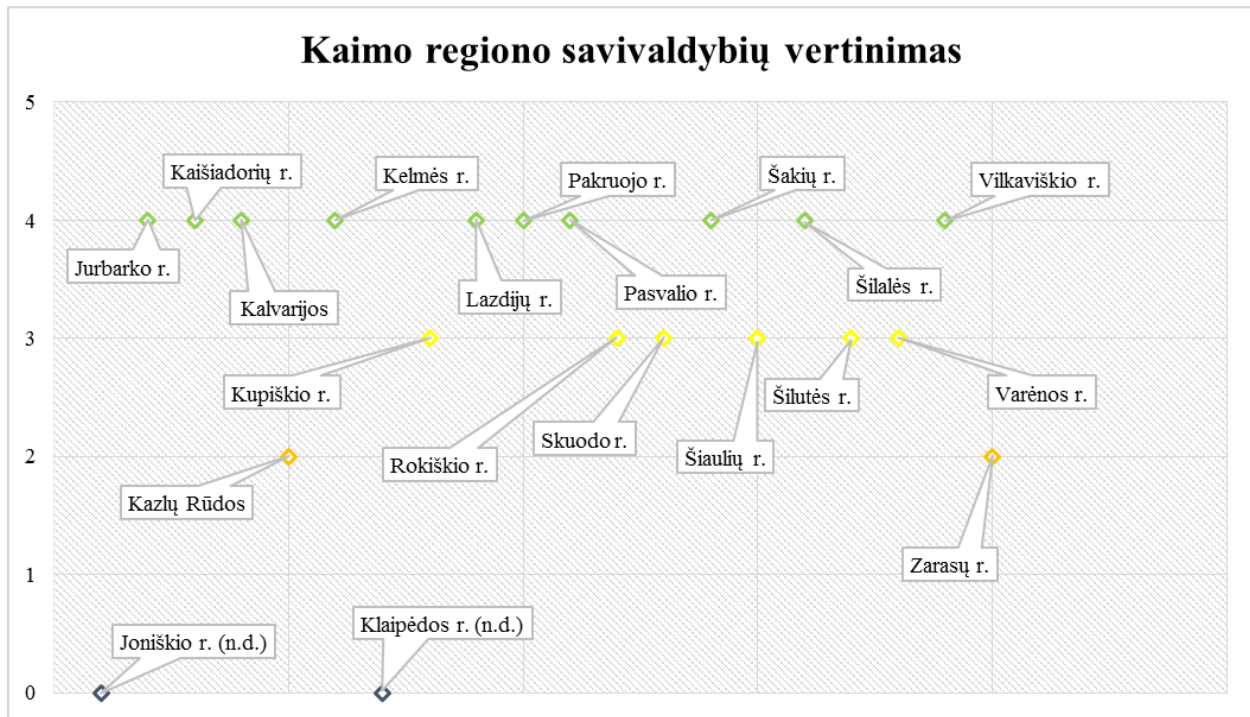 Kaimo regiono savivaldybių vertinimas
5
4
3
2
1
0
Kaišiadorių r.
Kelmės r.
Pakruojo r.
Šakių r.
Vilkaviškio r.
Jurbarko r.
Kalvarijos
Lazdijų r.
Pasvalio r.
Šilalės r.
Kupiškio r.
Rokiškio r.
Skuodo r.
Šiaulių r.
Šilutės r.
Varėnos r.
Kazlų Rūdos
Zarasų r.
Joniškio r. (n.d.)
Klaipėdos r. (n.d.)